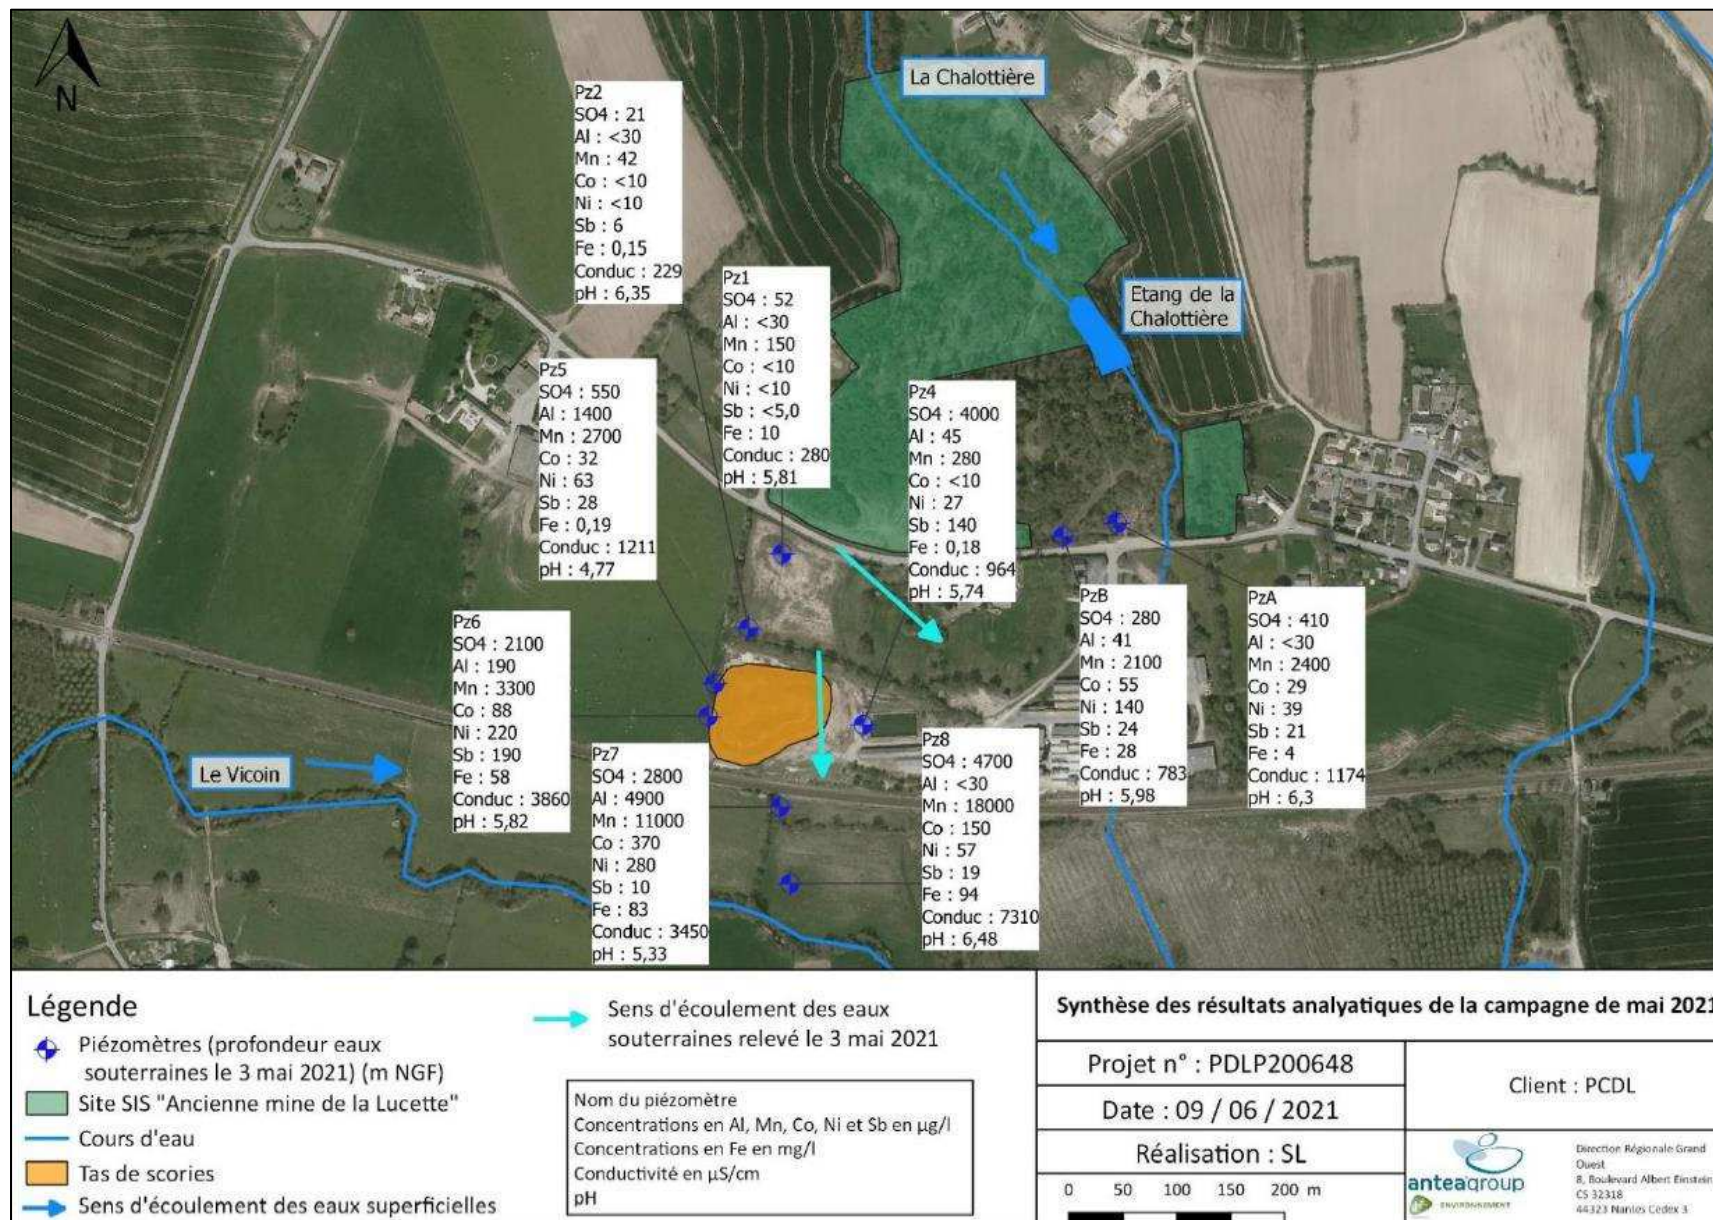 N
La Chalottière
Pz2
SO4 : 21
Al : <30
Mn : 42
Co : <10
Ni : <10
Sb : 6
Fe : 0,15
Conduc : 229
pH : 6,35
Pz1
SO4 : 52
Al : <30
Mn : 150
Co : <10
Ni : <10
Sb : <5,0
Fe : 10
Conduc : 280
pH : 5,81
Etang de la
Chalottière
Pz5
SO4 : 550
Al : 1400
Mn : 2700
Co : 32
Ni : 63
Sb : 28
Fe : 0,19
Conduc : 1211
pH : 4,77
Pz4
SO4 : 4000
Al : 45
Mn : 280
Co : <10
Ni : 27
Sb : 140
Fe : 0,18
Conduc : 964
pH : 5,74
Pz6
SO4 : 2100
Al : 190
Mn : 3300
Co : 88
Ni : 220
Sb : 190
Fe : 58
Conduc : 3860
pH : 5,82
PzB
SO4 : 280
Al : 41
Mn : 2100
Co : 55
Ni : 140
Sb : 24
Fe : 28
Conduc : 783
pH : 5,98
PzA
SO4 : 410
Al : <30
Mn : 2400
Co : 29
Ni : 39
Sb : 21
Fe : 4
Conduc : 1174
pH : 6,3
Le Vicoin
Pz7
SO4 : 2800
Al : 4900
Mn : 11000
Co : 370
Ni : 280
Sb : 10
Fe : 83
Conduc : 3450
pH : 5,33
Pz8
SO4 : 4700
Al : <30
Mn : 18000
Co : 150
Ni : 57
Sb : 19
Fe : 94
Conduc : 7310
pH : 6,48
Légende
Piézomètres (profondeur eaux
souterraines le 3 mai 2021) (m NGF)
Site SIS "Ancienne mine de la Lucette"
Cours d'eau
Tas de scories
Sens d'écoulement des eaux superficielles
Sens d'écoulement des eaux
souterraines relevé le 3 mai 2021
Nom du piézomètre
Concentrations en Al, Mn, Co, Ni et Sb en µg/l
Concentrations en Fe en mg/l
Conductivité en µS/cm
pH
Synthèse des résultats analyatiques de la campagne de mai 2021
Projet n° : PDLP200648
Date : 09 / 06 / 2021
Réalisation : SL
0 50 100 150 200 m
Client : PCDL
anteagroup
ENVIRONNEMENT
Direction Régionale Grand
Ouest
8, Boulevard Albert Einstein
CS 32318
44323 Nantes Cedex 3